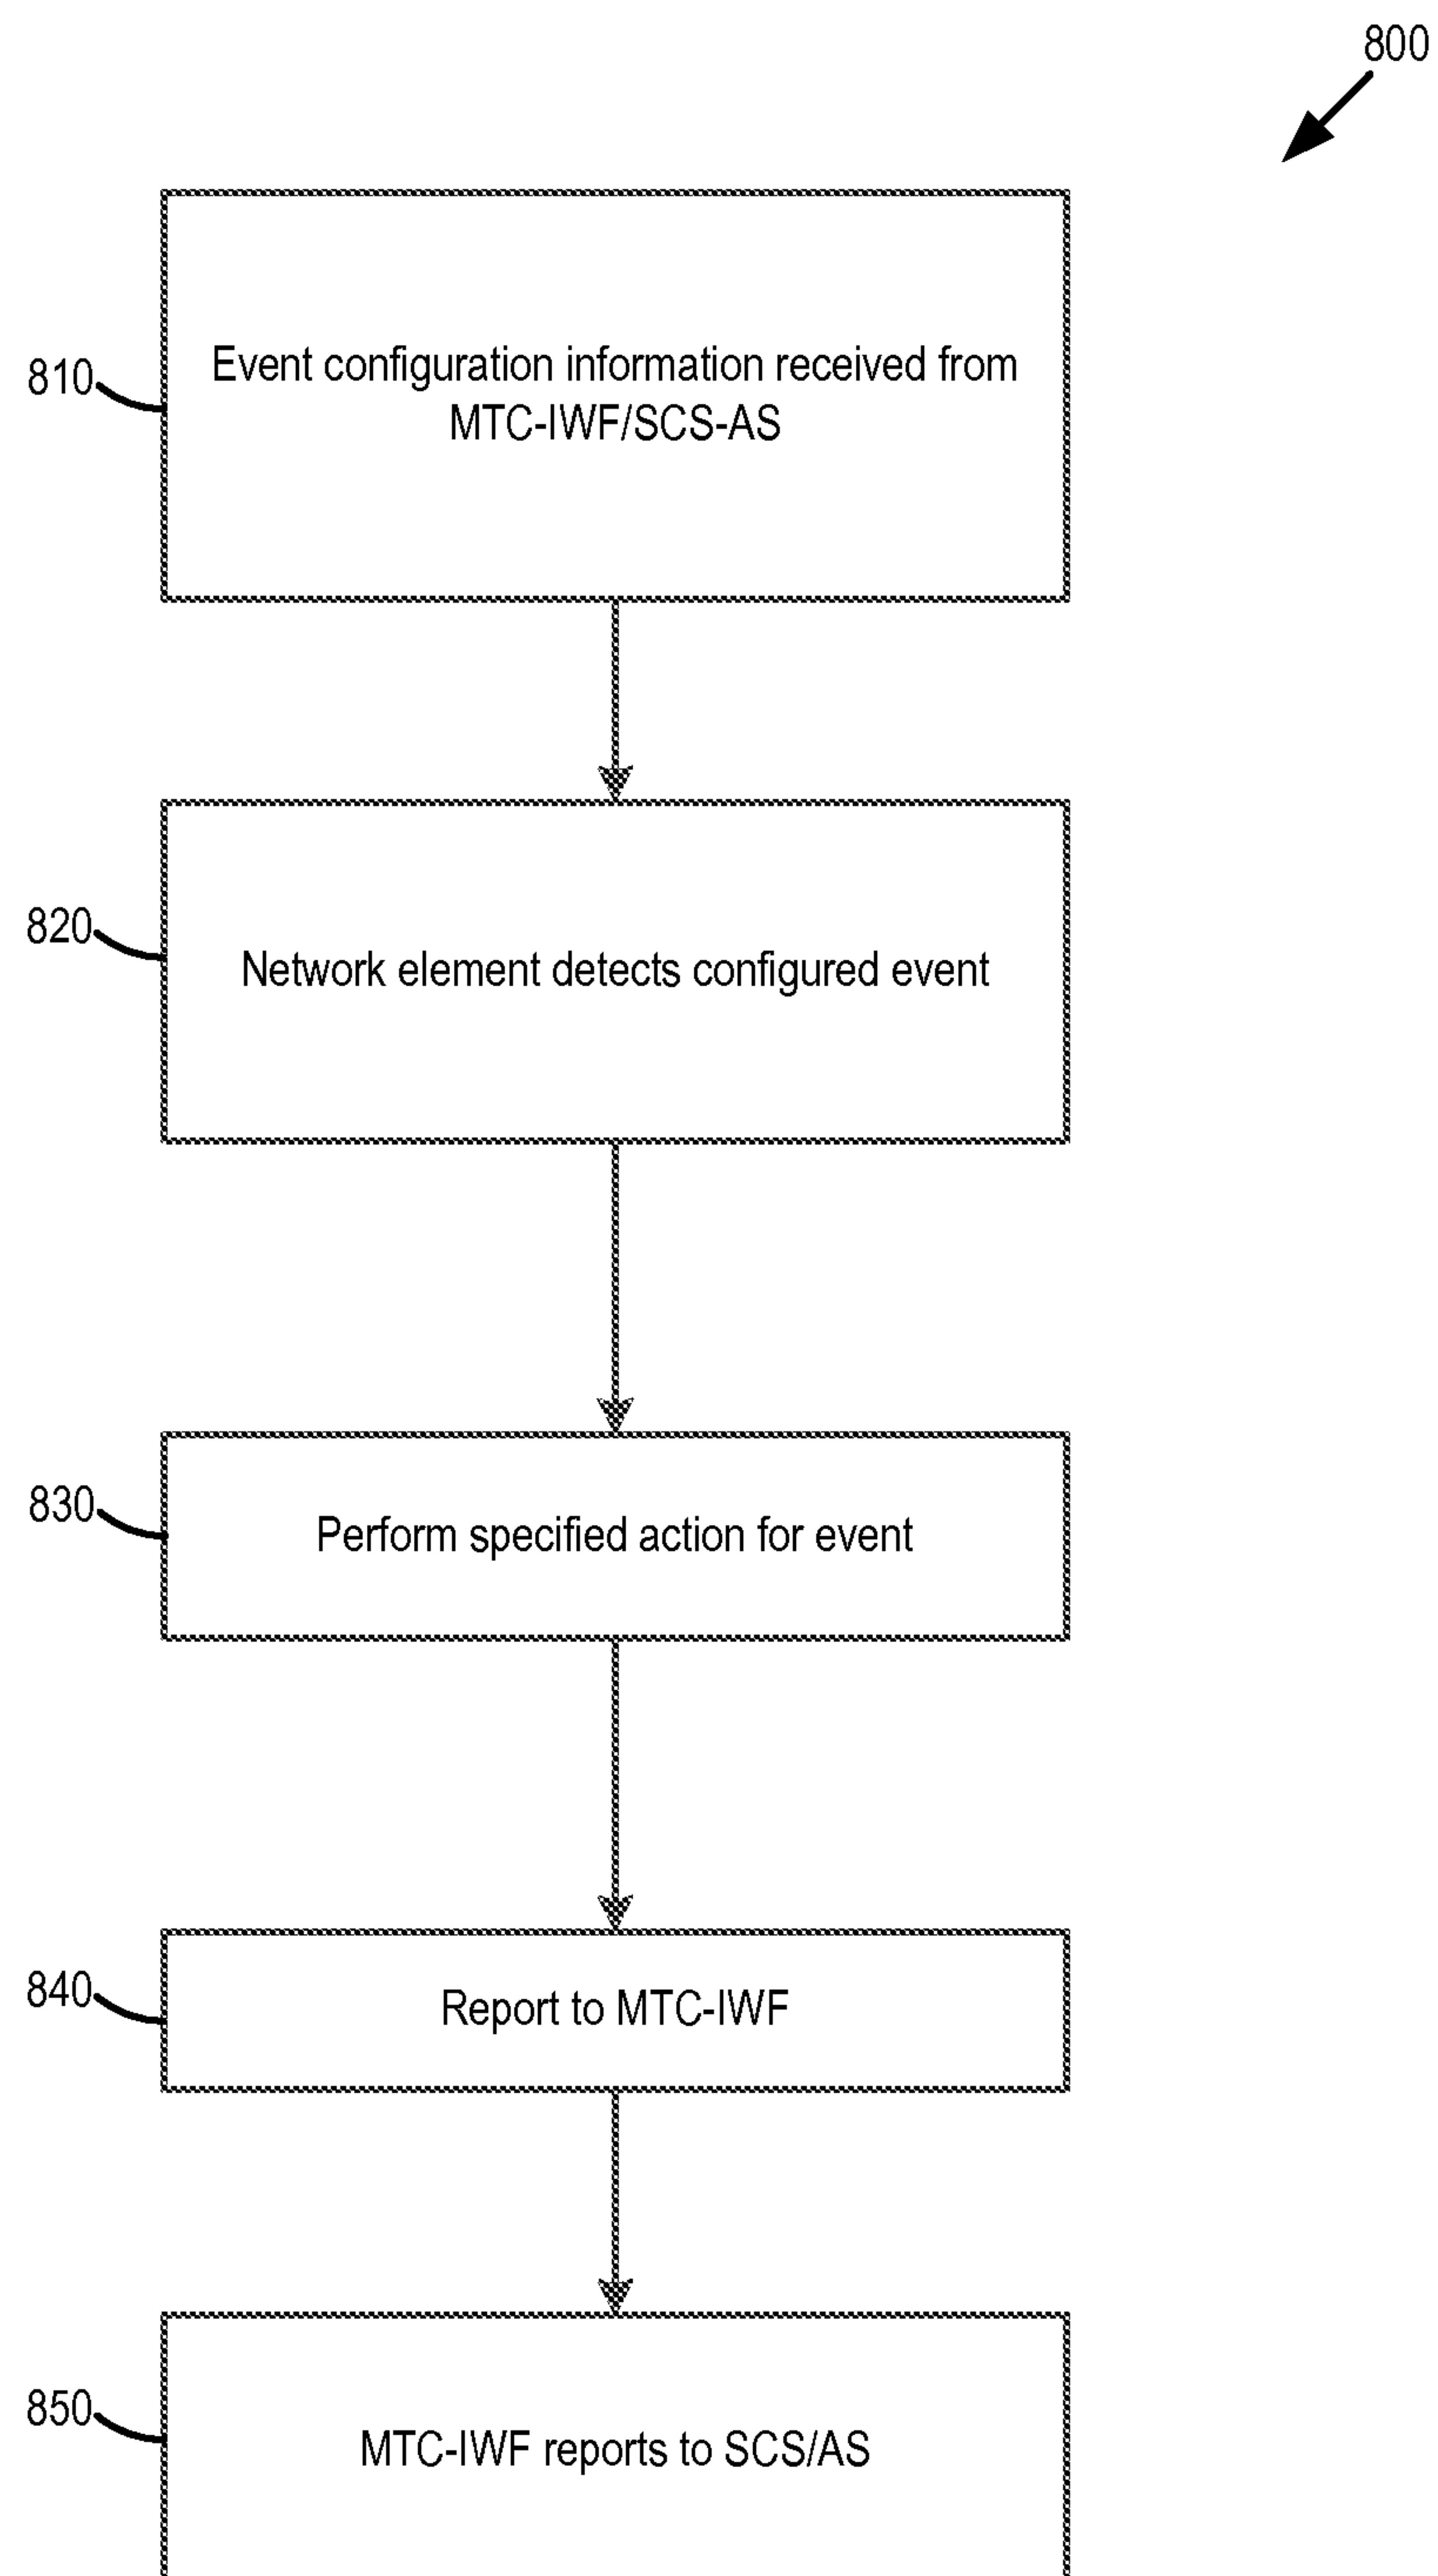 800
810
Event configuration information received from
MTC-IWF/SCS-AS
820
Network element detects configured event
830
Perform specified action for event
840
Report to MTC-IWF
850
MTC-IWF reports to SCS/AS